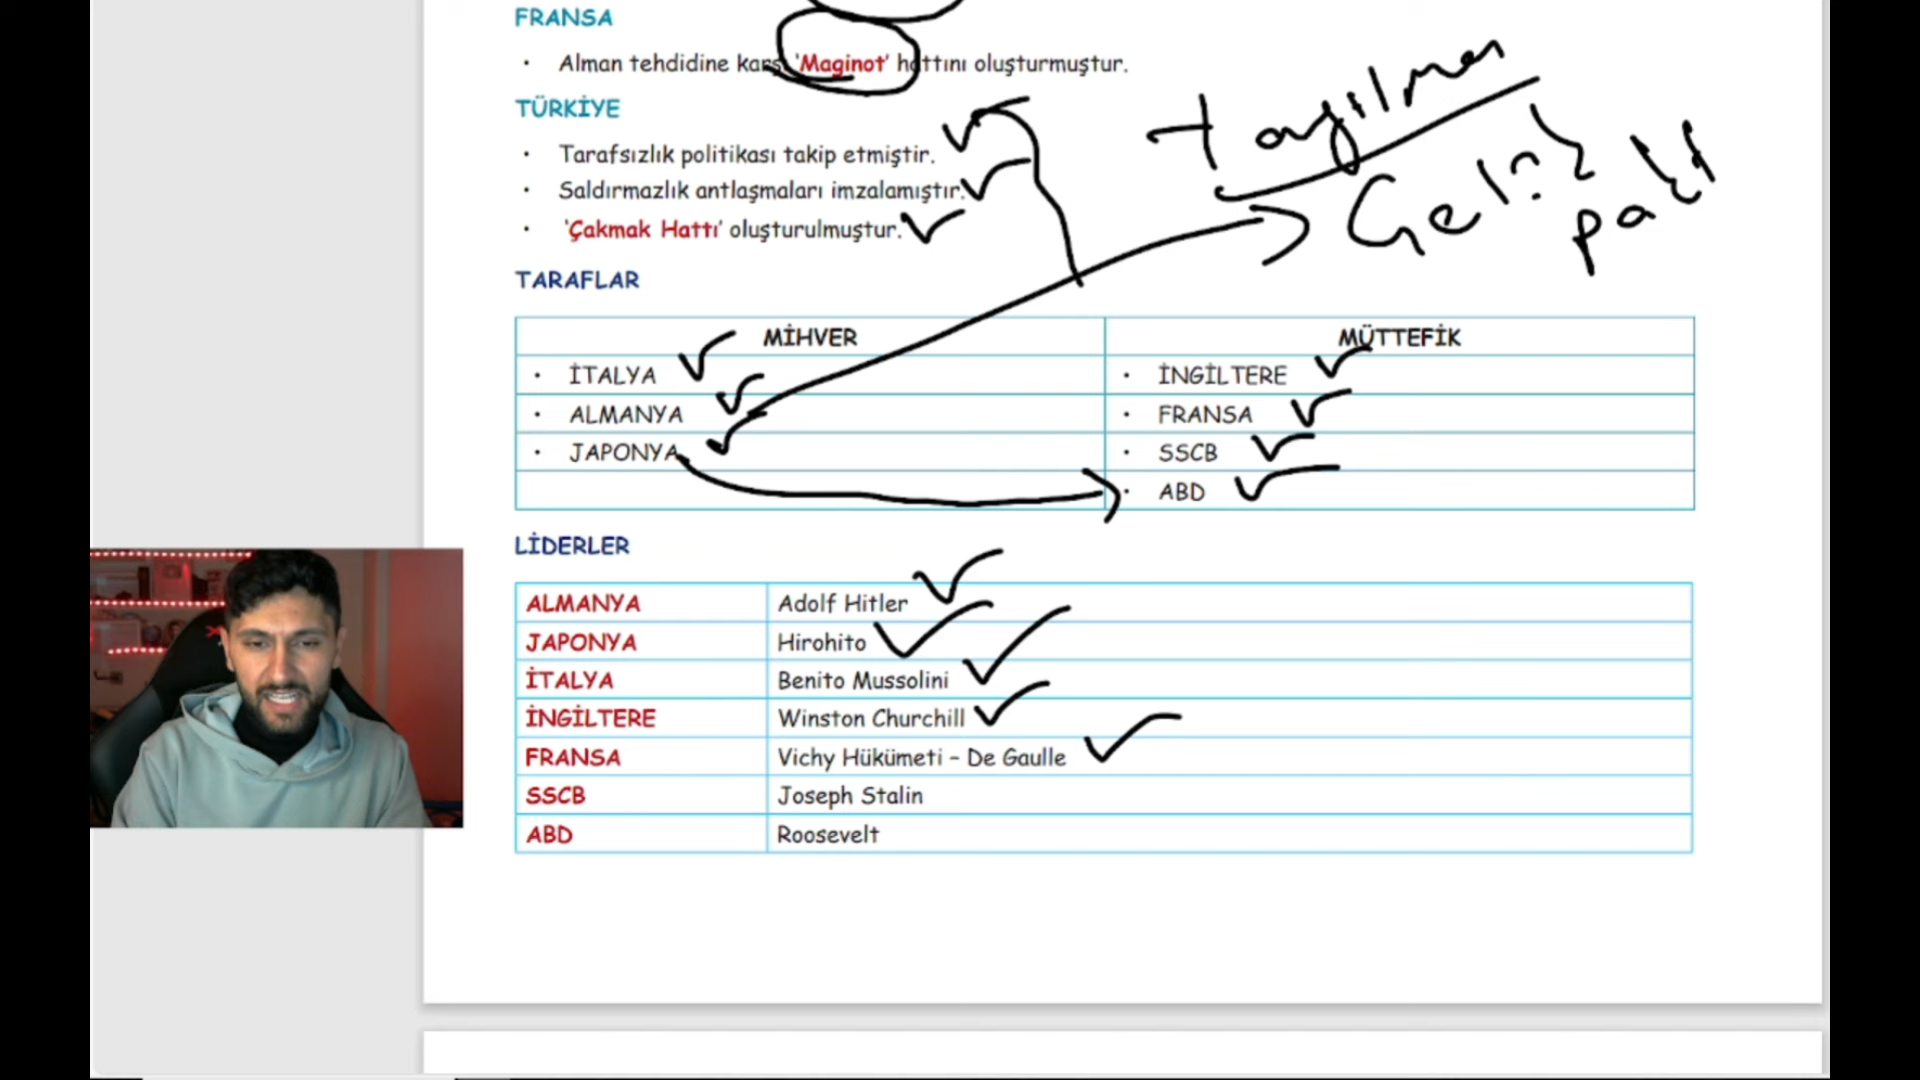 FRANSA
• Alman tehdidine karşı 'Maginot' hattını oluşturmuştur.
TÜRKİYE
• Tarafsızlık politikası takip etmiştir.
• Saldırmazlık antlaşmaları imzalamıştır.
• 'Çakmak Hattı' oluşturulmuştur.
TARAFLAR
MİHVER MÜTTEFİK
• İTALYA • İNGİLTERE
• ALMANYA • FRANSA
• JAPONYA • SSCB
• ABD
LİDERLER
ALMANYA Adolf Hitler
JAPONYA Hirohito
İTALYA Benito Mussolini
İNGİLTERE Winston Churchill
FRANSA Vichy Hükümeti – De Gaulle
SSCB Joseph Stalin
ABD Roosevelt